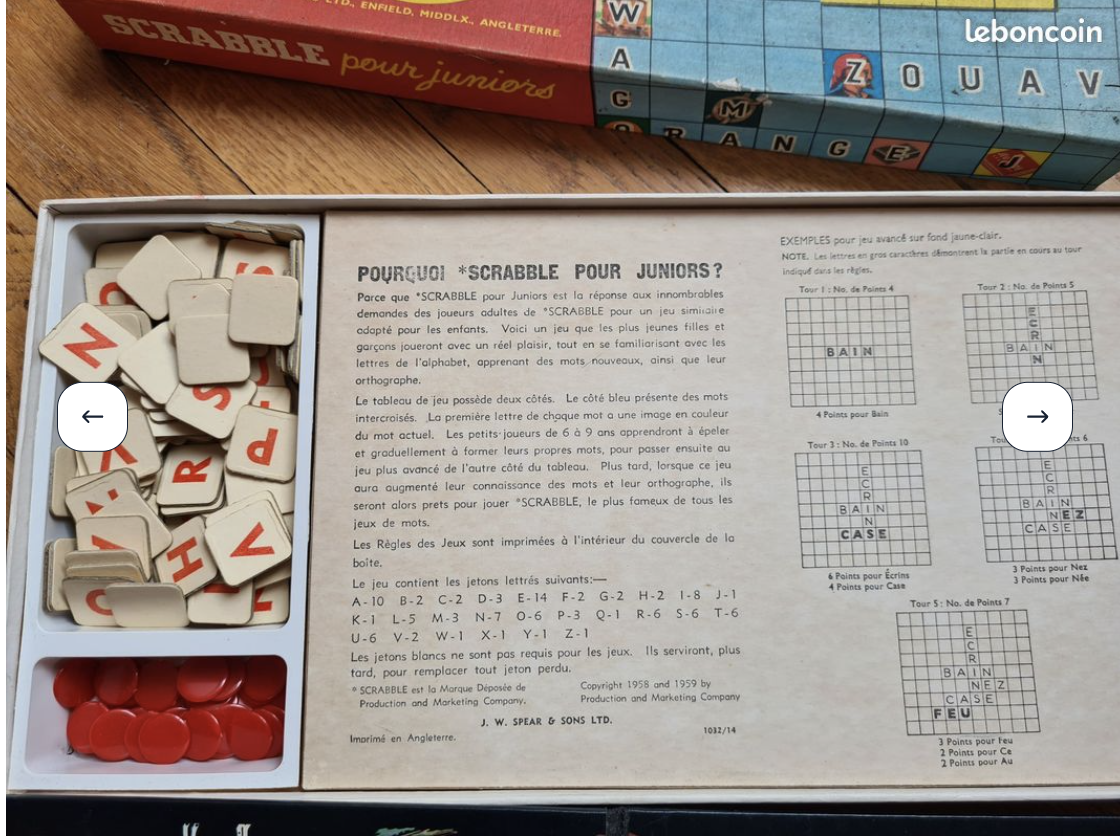 LTD., ENFIELD, MIDDLX., ANGLETERRE.
SCRABBLE pour juniors
leboncoin
W
A
G
O R A N G E
M
Z O U A V
J
POURQUOI *SCRABBLE POUR JUNIORS?
Parce que *SCRABBLE pour Juniors est la réponse aux innombrables
demandes des joueurs adultes de *SCRABBLE pour un jeu similaire
adapté pour les enfants. Voici un jeu que les plus jeunes filles et
garçons joueront avec un réel plaisir, tout en se familiarisant avec les
lettres de l'alphabet, apprenant des mots nouveaux, ainsi que leur
orthographe.
Le tableau de jeu possède deux côtés. Le côté bleu présente des mots
intercroisés. La première lettre de chaque mot a une image en couleur
du mot actuel. Les petits joueurs de 6 à 9 ans apprendront à épeler
et graduellement à former leurs propres mots, pour passer ensuite au
jeu plus avancé de l'autre côté du tableau. Plus tard, lorsque ce jeu
aura augmenté leur connaissance des mots et leur orthographe, ils
seront alors prets pour jouer *SCRABBLE, le plus fameux de tous les
jeux de mots.
Les Règles des Jeux sont imprimées à l'intérieur du couvercle de la
boîte.
Le jeu contient les jetons lettrés suivants:—
A-10 B-2 C-2 D-3 E-14 F-2 G-2 H-2 I-8 J-1
K-1 L-5 M-3 N-7 O-6 P-3 Q-1 R-6 S-6 T-6
U-6 V-2 W-1 X-1 Y-1 Z-1
Les jetons blancs ne sont pas requis pour les jeux. Ils serviront, plus
tard, pour remplacer tout jeton perdu.
° SCRABBLE est la Marque Déposée de
Production and Marketing Company.
Copyright 1958 and 1959 by
Production and Marketing Company
J. W. SPEAR & SONS LTD.
Imprimé en Angleterre.
1032/14
EXEMPLES pour jeu avancé sur fond jaune-clair.
NOTE. Les lettres en gros caractères démontrent la partie en cours au tour
indiqué dans les règles.
Tour 1 : No. de Points 4
BAIN
4 Points pour Bain
Tour 2 : No. de Points 5
E
C
R
BAIN
N
Tour 3 : No. de Points 10
E
C
R
BAIN
N
CASE
6 Points pour Écrins
4 Points pour Case
E
C
R
BAIN
NEZ
CASE
3 Points pour Nez
3 Points pour Née
Tour 5 : No. de Points 7
E
C
R
BAIN
NEZ
CASE
FEU
3 Points pour Feu
2 Points pour Ce
2 Points pour Au
N
S
P
R
H
V